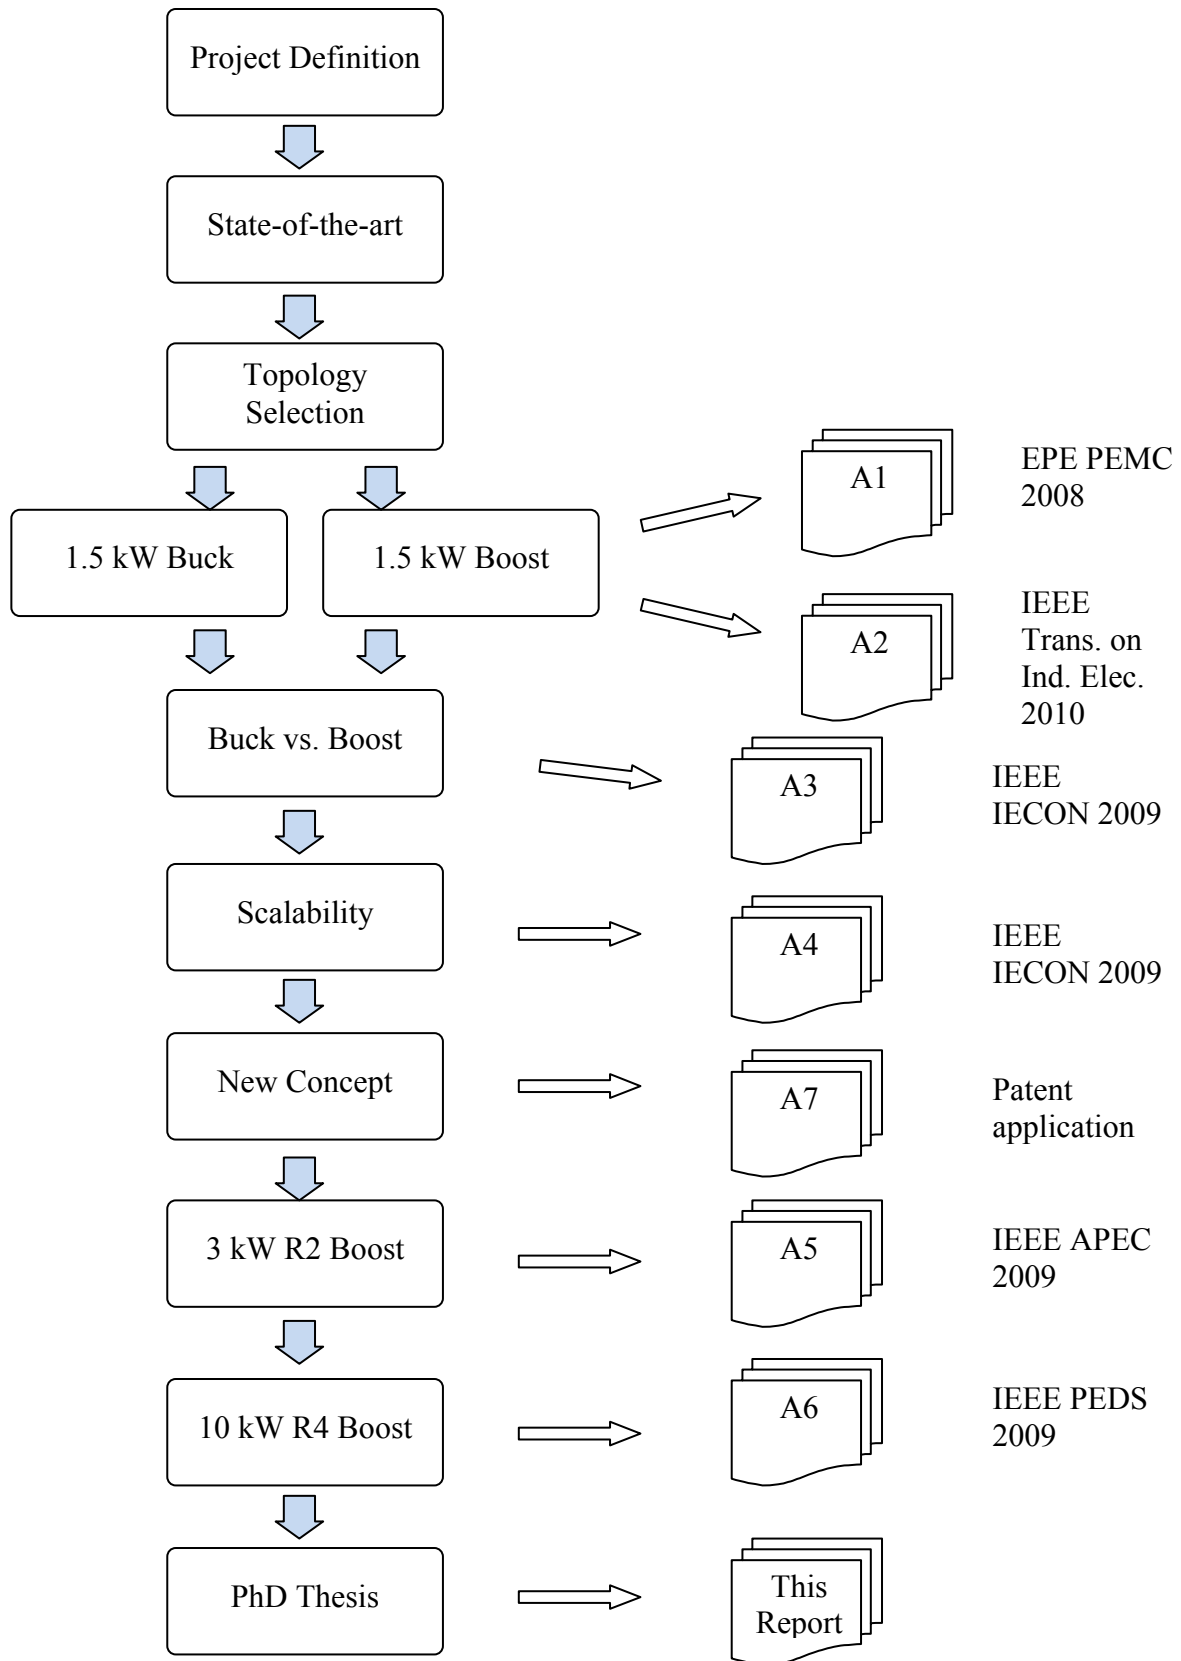 Project Definition
State-of-the-art
Topology
Selection
1.5 kW Buck
1.5 kW Boost
A1
EPE PEMC
2008
A2
IEEE
Trans. on
Ind. Elec.
2010
Buck vs. Boost
A3
IEEE
IECON 2009
Scalability
A4
IEEE
IECON 2009
New Concept
A7
Patent
application
3 kW R2 Boost
A5
IEEE APEC
2009
10 kW R4 Boost
A6
IEEE PEDS
2009
PhD Thesis
This
Report